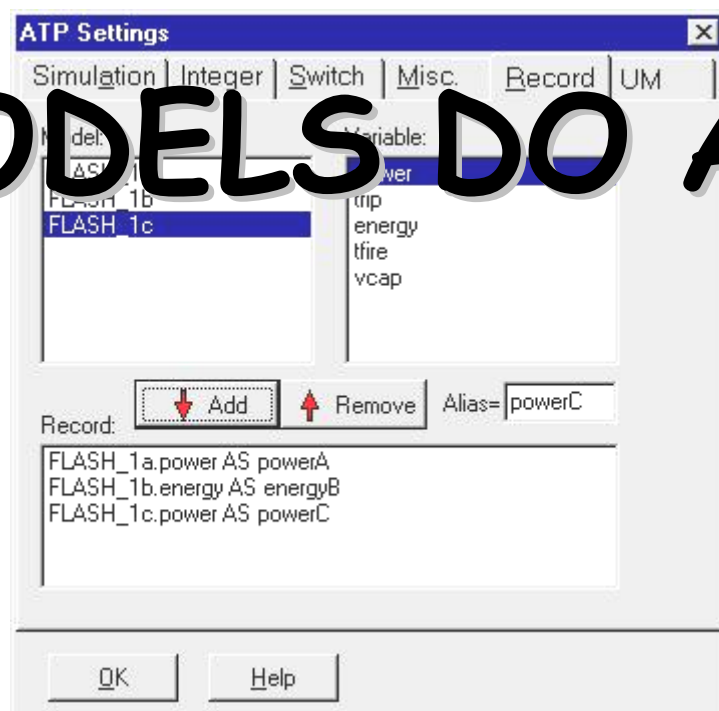 ATP Settings
Simulation Integer Switch Misc. Record UM
ODELS DO A
Variable:
FLASH_1b
FLASH_1c
trip
energy
tfire
vcap
Add Remove Alias= powerC
Record:
FLASH_1a.power AS powerA
FLASH_1b.energy AS energyB
FLASH_1c.power AS powerC
OK Help